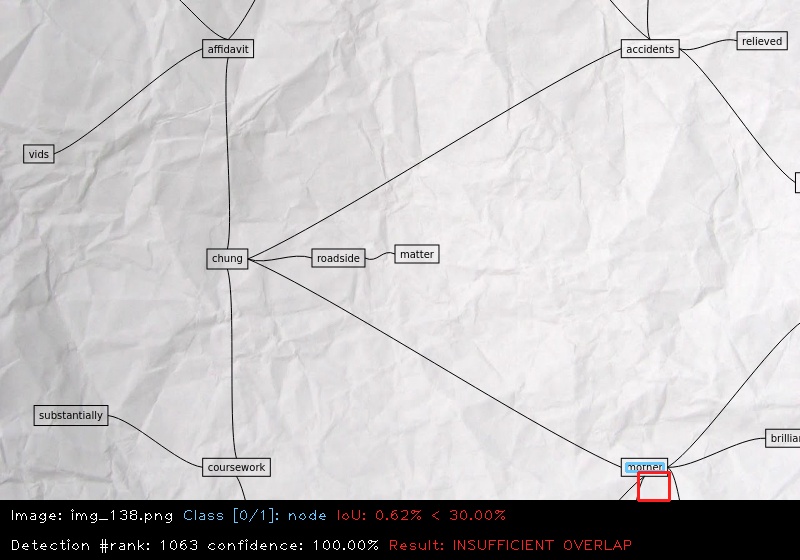 affidavit
accidents
relieved
vids
chung
roadside
matter
substantially
coursework
morner
Image: img_138.png Class [0/1]: node IoU: 0.62% < 30.00%
Detection #rank: 1063 confidence: 100.00% Result: INSUFFICIENT OVERLAP